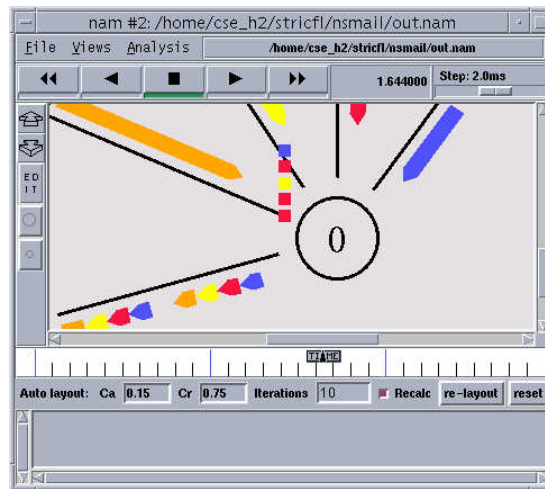 nam #2: /home/cse_h2/stricfl/nsmail/out.nam
File Views Analysis /home/cse_h2/stricfl/nsmail/out.nam
1.644000 Step: 2.0ms
ED
IT
0
TIME
Auto layout: Ca 0.15 Cr 0.75 Iterations 10 Recalc re-layout reset